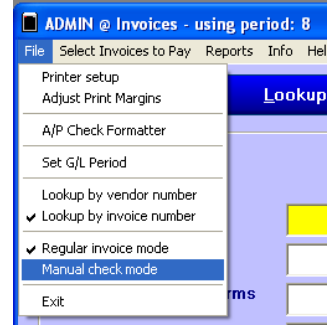 ADMIN @ Invoices - using period: 8
File Select Invoices to Pay Reports Info Hel
Printer setup
Adjust Print Margins
Lookup
A/P Check Formatter
Set G/L Period
Lookup by vendor number
✓ Lookup by invoice number
✓ Regular invoice mode
Manual check mode
rms
Exit